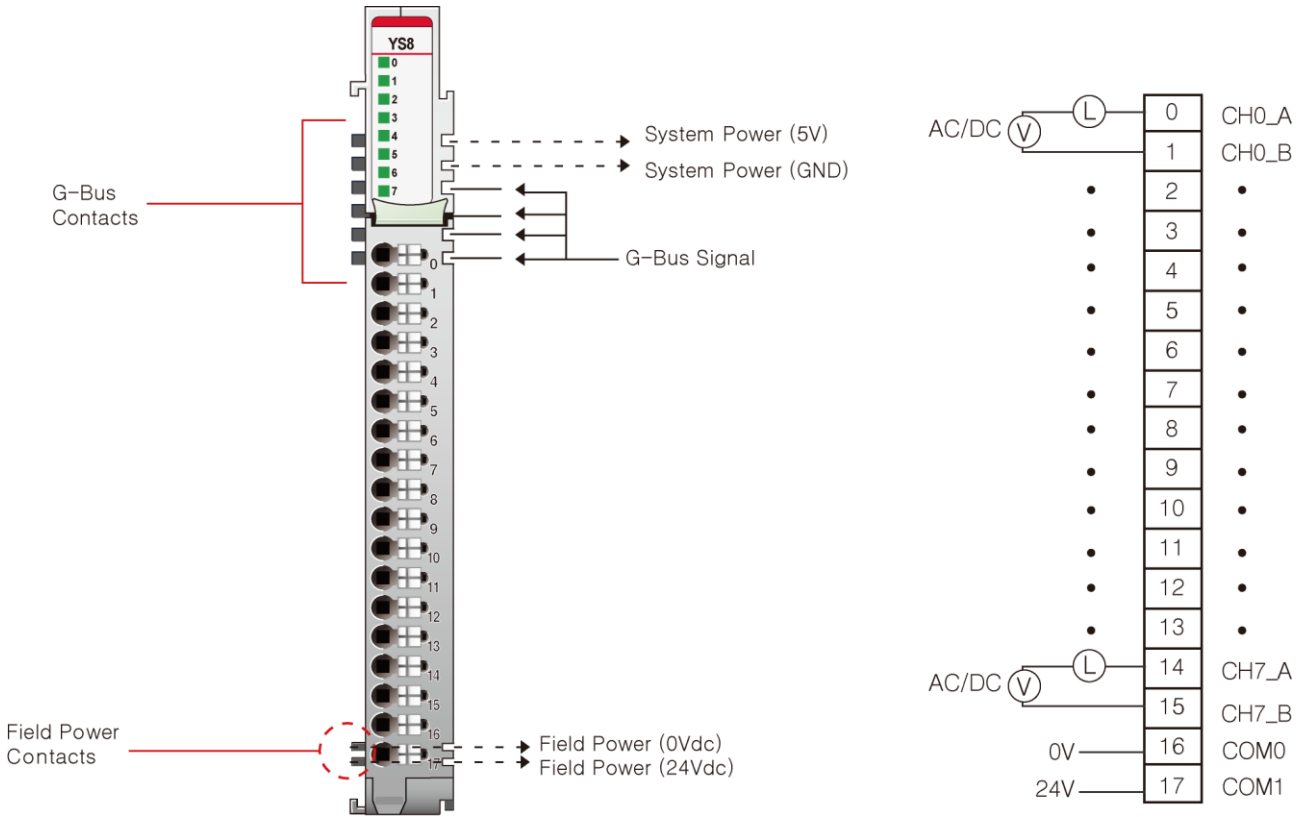 YS8
0
1
2
3
4
5
6
7
G-Bus
Contacts
System Power (5V)
System Power (GND)
G-Bus Signal
0
1
2
3
4
5
6
7
8
9
10
11
12
13
14
15
16
17
Field Power
Contacts
Field Power (0Vdc)
Field Power (24Vdc)
AC/DC V L 0 CH0_A
1 CH0_B
2
3
4
5
6
7
8
9
10
11
12
13
AC/DC V L 14 CH7_A
15 CH7_B
0V 16 COM0
24V 17 COM1